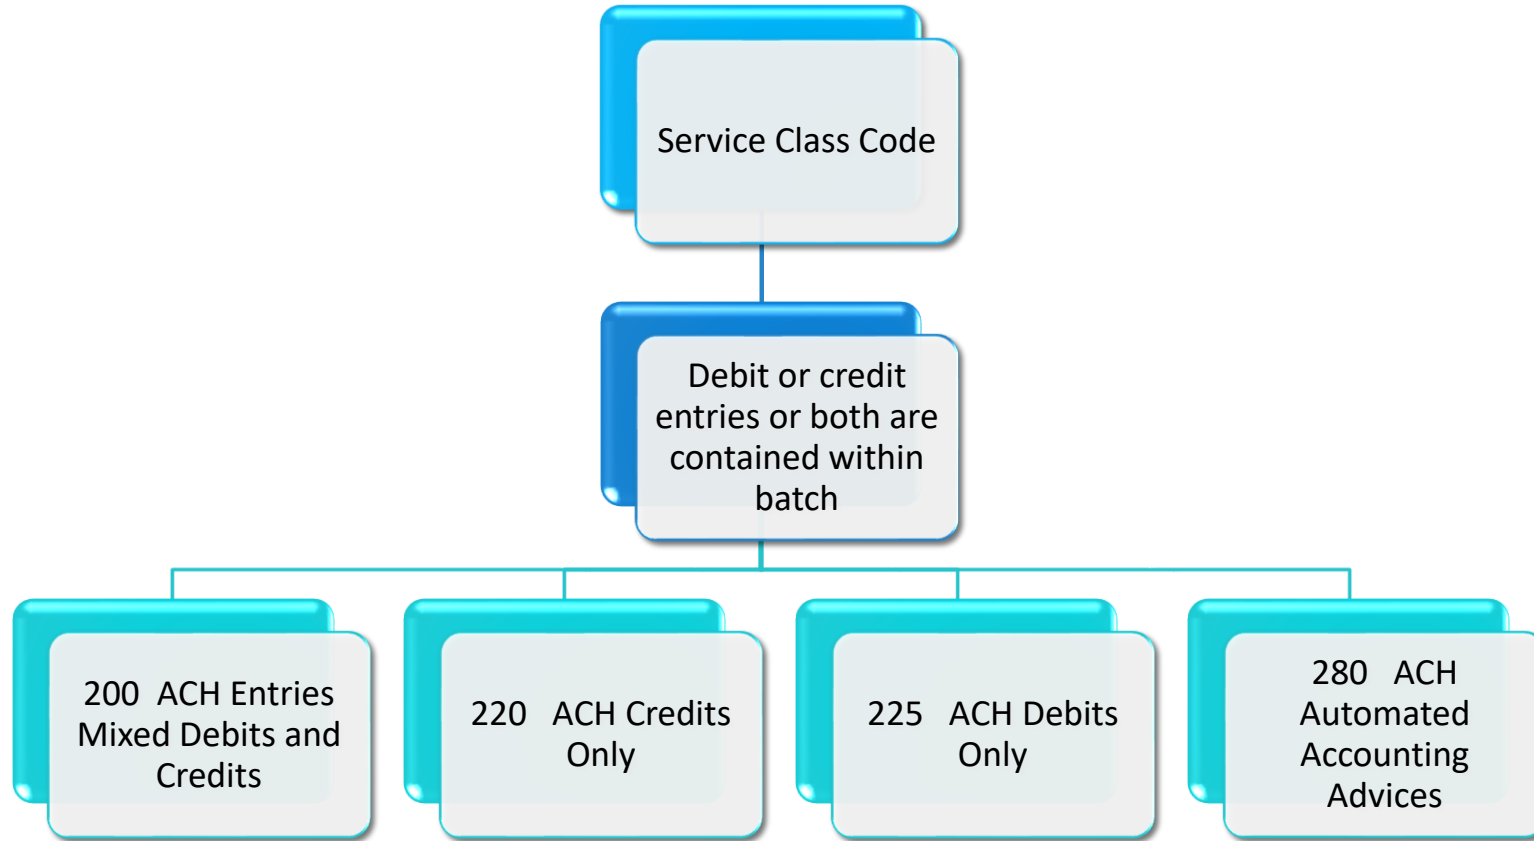 Service Class Code
Debit or credit
entries or both are
contained within
batch
200  ACH Entries
Mixed Debits and
Credits
220   ACH Credits
Only
225   ACH Debits
Only
280   ACH
Automated
Accounting
Advices